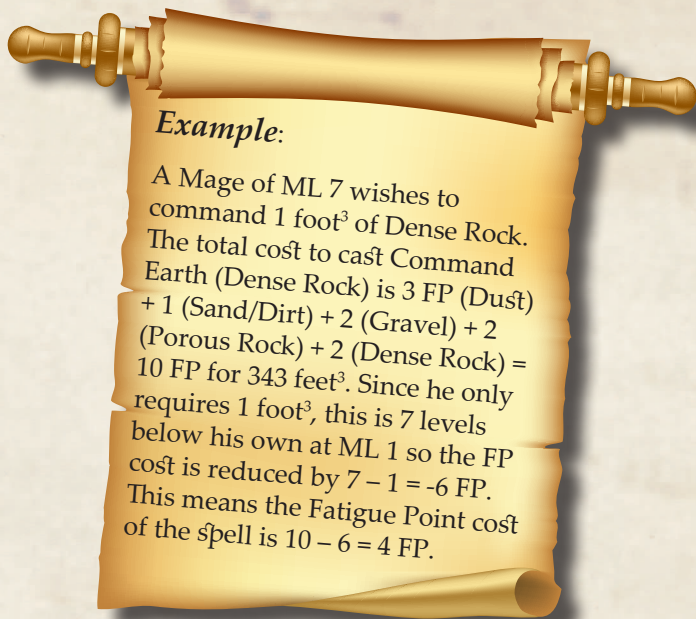 Example:
A Mage of ML 7 wishes to
command 1 foot³ of Dense Rock.
The total cost to cast Command
Earth (Dense Rock) is 3 FP (Dust)
+ 1 (Sand/Dirt) + 2 (Gravel) + 2
(Porous Rock) + 2 (Dense Rock) =
10 FP for 343 feet³. Since he only
requires 1 foot³, this is 7 levels
below his own at ML 1 so the FP
cost is reduced by 7 – 1 = -6 FP.
This means the Fatigue Point cost
of the spell is 10 – 6 = 4 FP.